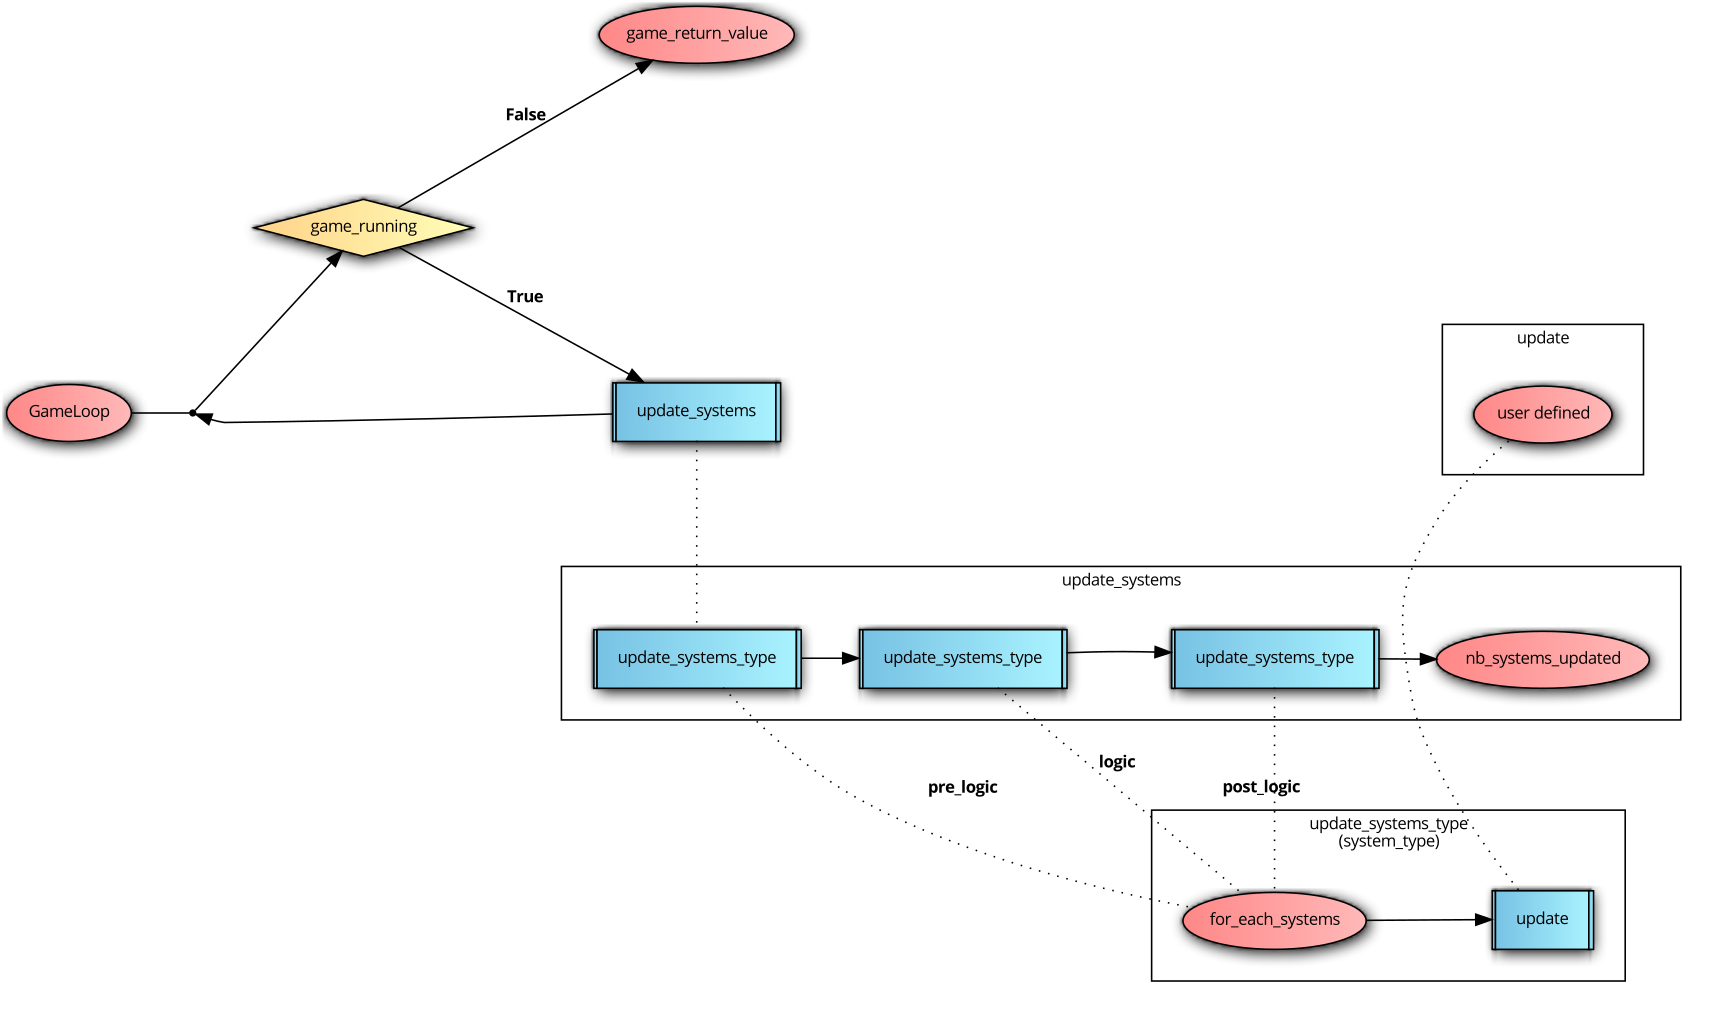 game_return_value
False
game_running
True
GameLoop
update_systems
update
user defined
update_systems
update_systems_type
update_systems_type
update_systems_type
nb_systems_updated
pre_logic
logic
post_logic
update_systems_type
(system_type)
for_each_systems
update